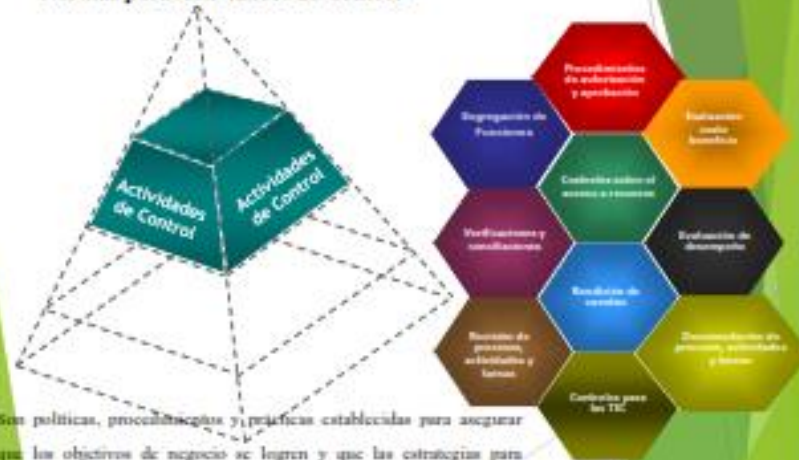 Actividades
de Control
Actividades
de Control
Procedimientos
de autorización
y aprobación
Segregación de
Funciones
Evaluación
costo
beneficio
Controles sobre el
acceso a recursos
Verificaciones y
conciliaciones
Evaluación de
desempeño
Rendición de
cuentas
Revisión de
procesos,
actividades y
tareas
Documentación de
procesos, actividades
y tareas
Controles para
las TIC
Son políticas, procedimientos y prácticas establecidas para asegurar
que los objetivos de negocio se logren y que las estrategias para